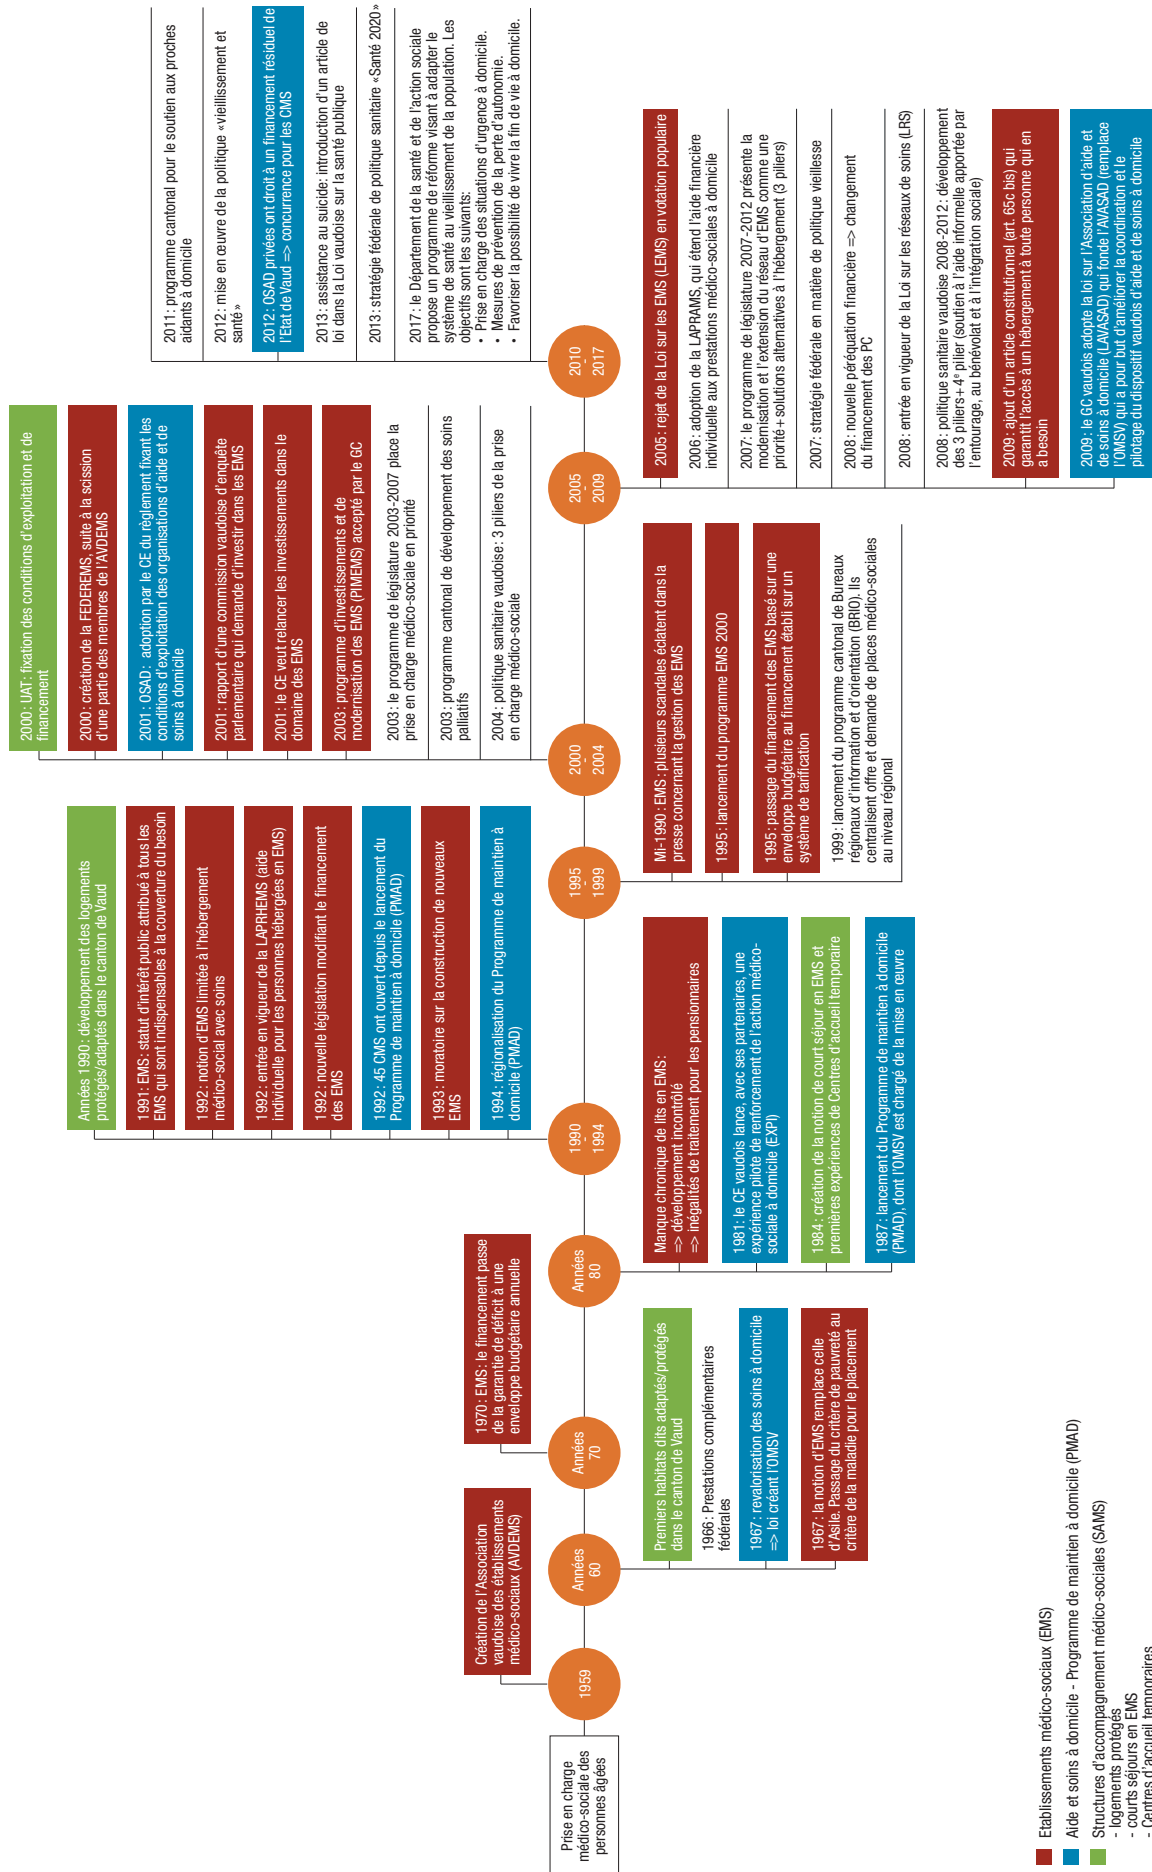 Prise en charge
médico-sociale des
personnes âgées
1959
Création de l'Association
vaudoise des établissements
médico-sociaux (AVDEMS)
Années
60
Premiers habitats dits adaptés/protégés
dans le canton de Vaud
1966: Prestations complémentaires
fédérales
1967: revalorisation des soins à domicile
=> loi créant l'OMSV
1967: la notion d'EMS remplace celle
d'Asile. Passage du critère de pauvreté au
critère de la maladie pour le placement
Années
70
1970: EMS: le financement passe
de la garantie de déficit à une
enveloppe budgétaire annuelle
Années
80
Manque chronique de lits en EMS:
=> développement incontrôlé
=> inégalités de traitement pour les pensionnaires
1981: le CE vaudois lance, avec ses partenaires, une
expérience pilote de renforcement de l'action médico-
sociale à domicile (EXPI)
1984: création de la notion de court séjour en EMS et
premières expériences de Centres d'accueil temporaire
1987: lancement du Programme de maintien à domicile
(PMAD), dont l'OMSV est chargé de la mise en œuvre
1990
-
1994
Années 1990: développement des logements
protégés/adaptés dans le canton de Vaud
1991: EMS: statut d'intérêt public attribué à tous les
EMS qui sont indispensables à la couverture du besoin
1992: notion d'EMS limitée à l'hébergement
médico-social avec soins
1992: entrée en vigueur de la LAPRHEMS (aide
individuelle pour les personnes hébergées en EMS)
1992: nouvelle législation modifiant le financement
des EMS
1992: 45 CMS ont ouvert depuis le lancement du
Programme de maintien à domicile (PMAD)
1993: moratoire sur la construction de nouveaux
EMS
1994: régionalisation du Programme de maintien à
domicile (PMAD)
1995
-
1999
Mi-1990: EMS: plusieurs scandales éclatent dans la
presse concernant la gestion des EMS
1995: lancement du programme EMS 2000
1995: passage du financement des EMS basé sur une
enveloppe budgétaire au financement établi sur un
système de tarification
1999: lancement du programme cantonal de Bureaux
régionaux d'information et d'orientation (BRIO). Ils
centralisent offre et demande de places médico-sociales
au niveau régional
2000
-
2004
2000: UAT: fixation des conditions d'exploitation et de
financement
2000: création de la FEDEREMS, suite à la scission
d'une partie des membres de l'AVDEMS
2001: OSAD: adoption par le CE du règlement fixant les
conditions d'exploitation des organisations d'aide et de
soins à domicile
2001: rapport d'une commission vaudoise d'enquête
parlementaire qui demande d'investir dans les EMS
2001: le CE veut relancer les investissements dans le
domaine des EMS
2003: programme d'investissements et de
modernisation des EMS (PIMEMS) accepté par le GC
2003: le programme de législature 2003-2007 place la
prise en charge médico-sociale en priorité
2003: programme cantonal de développement des soins
palliatifs
2004: politique sanitaire vaudoise: 3 piliers de la prise
en charge médico-sociale
2005
-
2009
2005: rejet de la Loi sur les EMS (LEMS) en votation populaire
2006: adoption de la LAPRAMS, qui étend l'aide financière
individuelle aux prestations médico-sociales à domicile
2007: le programme de législature 2007-2012 présente la
modernisation et l'extension du réseau d'EMS comme une
priorité+ solutions alternatives à l'hébergement (3 piliers)
2007: stratégie fédérale en matière de politique vieillesse
2008: nouvelle péréquation financière => changement
du financement des PC
2008: entrée en vigueur de la Loi sur les réseaux de soins (LRS)
2008: politique sanitaire vaudoise 2008-2012: développement
des 3 piliers+ 4e pilier (soutien à l'aide informelle apportée par
l'entourage, au bénévolat et à l'intégration sociale)
2009: ajout d'un article constitutionnel (art. 65c bis) qui
garantit l'accès à un hébergement à toute personne qui en
a besoin
2009: le GC vaudois adopte la loi sur l'Association d'aide et
de soins à domicile (LAVASAD) qui fonde l'AVASAD (remplace
l'OMSV) qui a pour but d'améliorer la coordination et le
pilotage du dispositif vaudois d'aide et de soins à domicile
2010
-
2017
2011: programme cantonal pour le soutien aux proches
aidants à domicile
2012: mise en œuvre de la politique «vieillissement et
santé»
2012: OSAD privées ont droit à un financement résiduel de
l'Etat de Vaud => concurrence pour les CMS
2013: assistance au suicide: introduction d'un article de
loi dans la Loi vaudoise sur la santé publique
2013: stratégie fédérale de politique sanitaire «Santé 2020»
2017: le Département de la santé et de l'action sociale
propose un programme de réforme visant à adapter le
système de santé au vieillissement de la population. Les
objectifs sont les suivants:
• Prise en charge des situations d'urgence à domicile.
• Mesures de prévention de la perte d'autonomie.
• Favoriser la possibilité de vivre la fin de vie à domicile.
Etablissements médico-sociaux (EMS)
Aide et soins à domicile - Programme de maintien à domicile (PMAD)
Structures d'accompagnement médico-sociales (SAMS)
- logements protégés
- courts séjours en EMS
- Centres d'accueil temporaires